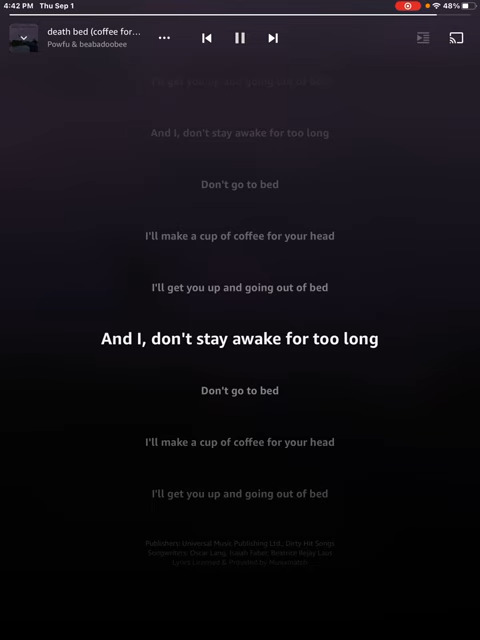 4:42 PM Thu Sep 1
48%
death bed (coffee for...
Powfu & beabadoobee
I'll get you up and going out of bed
And I, don't stay awake for too long
Don't go to bed
I'll make a cup of coffee for your head
I'll get you up and going out of bed
And I, don't stay awake for too long
Don't go to bed
I'll make a cup of coffee for your head
I'll get you up and going out of bed
Publishers: Universal Music Publishing Ltd., Dirty Hit Songs
Songwriters: Oscar Lang, Isaiah Faber, Beatrice Kejay Laus
Lyrics Licensed & Provided by Musixmatch